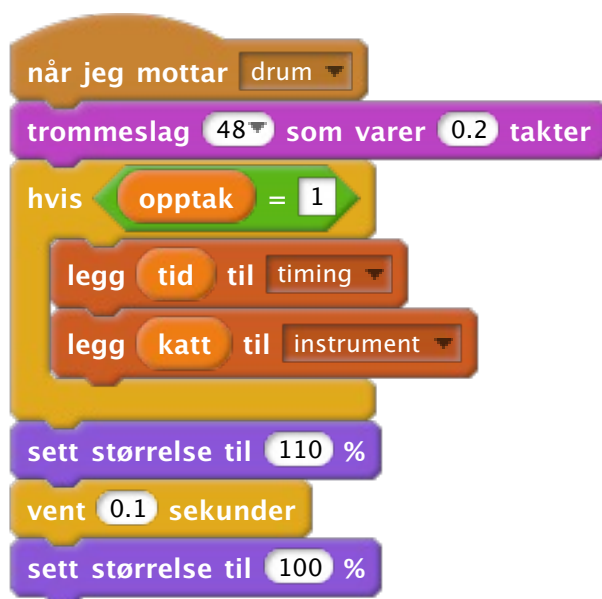 når jeg mottar drum
trommeslag 48 som varer 0.2 takter
hvis opptak = 1
legg tid til timing
legg katt til instrument
sett størrelse til 110 %
vent 0.1 sekunder
sett størrelse til 100 %